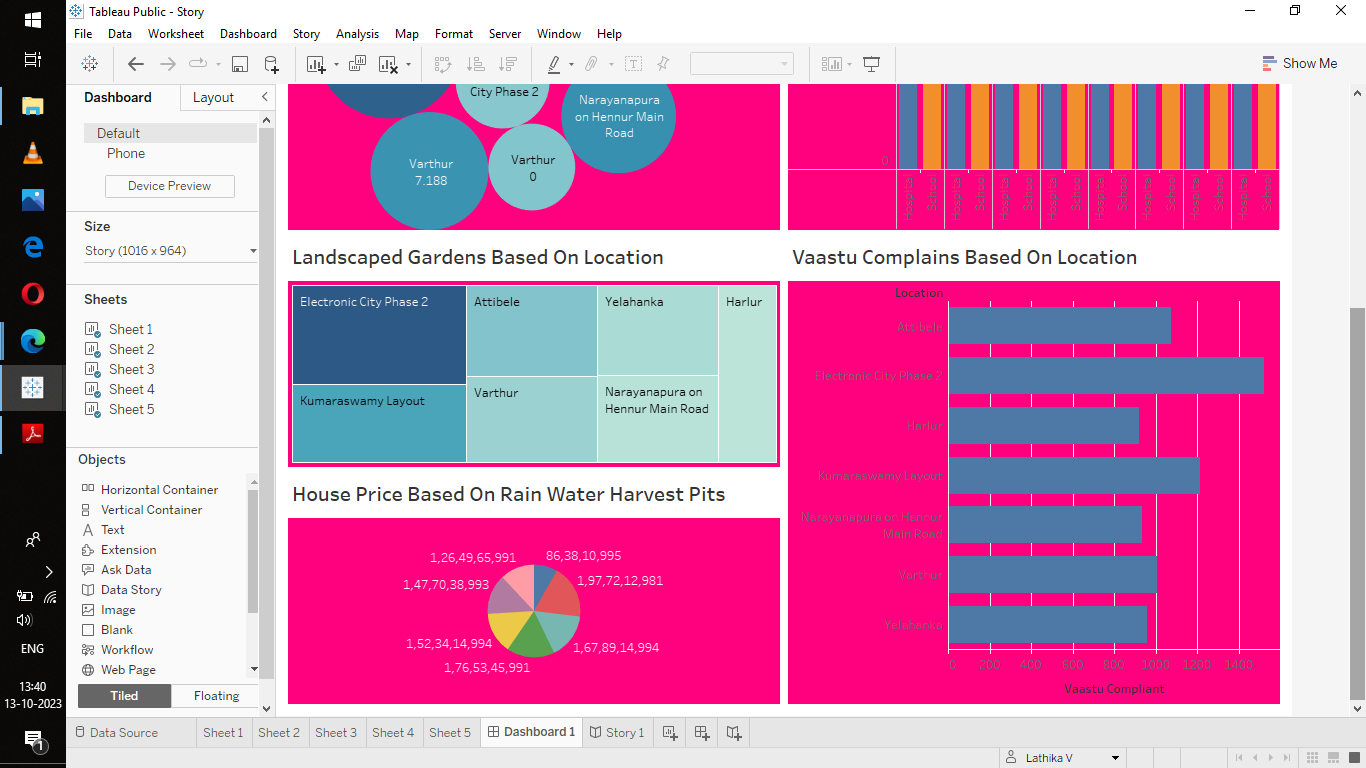 Tableau Public - Story
File Data Worksheet Dashboard Story Analysis Map Format Server Window Help
Show Me
Dashboard Layout
Default
Phone
Device Preview
Size
Story (1016 x 964)
Sheets
Sheet 1
Sheet 2
Sheet 3
Sheet 4
Sheet 5
Objects
Horizontal Container
Vertical Container
Text
Extension
Ask Data
Data Story
Image
Blank
Workflow
Web Page
Tiled Floating
City Phase 2
Narayanapura
on Hennur Main
Road
Varthur
7.188
Varthur
0
0
Hospital School Hospital School Hospital School Hospital School Hospital School Hospital School Hospital School Hospital School
Landscaped Gardens Based On Location
Electronic City Phase 2
Attibele
Yelahanka
Harlur
Kumaraswamy Layout
Varthur
Narayanapura on
Hennur Main Road
House Price Based On Rain Water Harvest Pits
1,26,49,65,991
86,38,10,995
1,47,70,38,993
1,97,72,12,981
1,52,34,14,994
1,67,89,14,994
1,76,53,45,991
Vaastu Complains Based On Location
Location
Attibele
Electronic City Phase 2
Harlur
Kumaraswamy Layout
Narayanapura on Hennur
Main Road
Varthur
Yelahanka
0 200 400 600 800 1000 1200 1400
Vaastu Compliant
Data Source Sheet 1 Sheet 2 Sheet 3 Sheet 4 Sheet 5 Dashboard 1 Story 1
Lathika V
ENG
13:40
13-10-2023
1